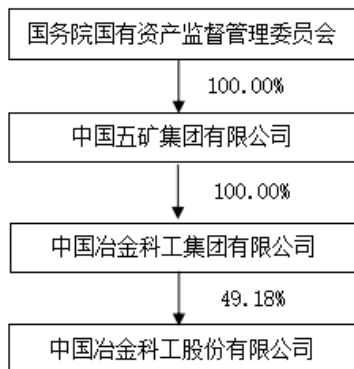 国务院国有资产监督管理委员会
100.00%
中国五矿集团有限公司
100.00%
中国冶金科工集团有限公司
49.18%
中国冶金科工股份有限公司